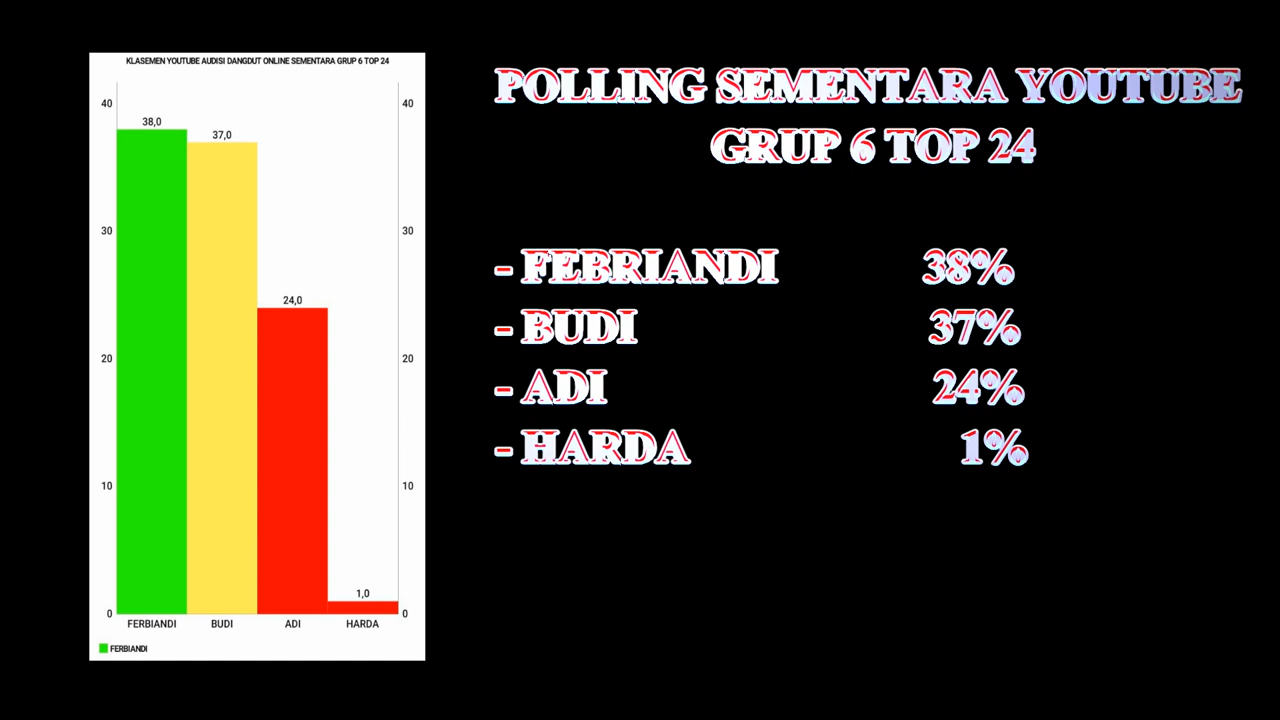 KLASEMEN YOUTUBE AUDISI DANGDUT ONLINE SEMENTARA GRUP 6 TOP 24
40 40
38,0
37,0
30 30
24,0
20 20
10 10
1,0
0 0
FERBIANDI BUDI ADI HARDA
FERBIANDI
POLLING SEMENTARA YOUTUBE
GRUP 6 TOP 24
- FEBRIANDI 38%
- BUDI 37%
- ADI 24%
- HARDA 1%